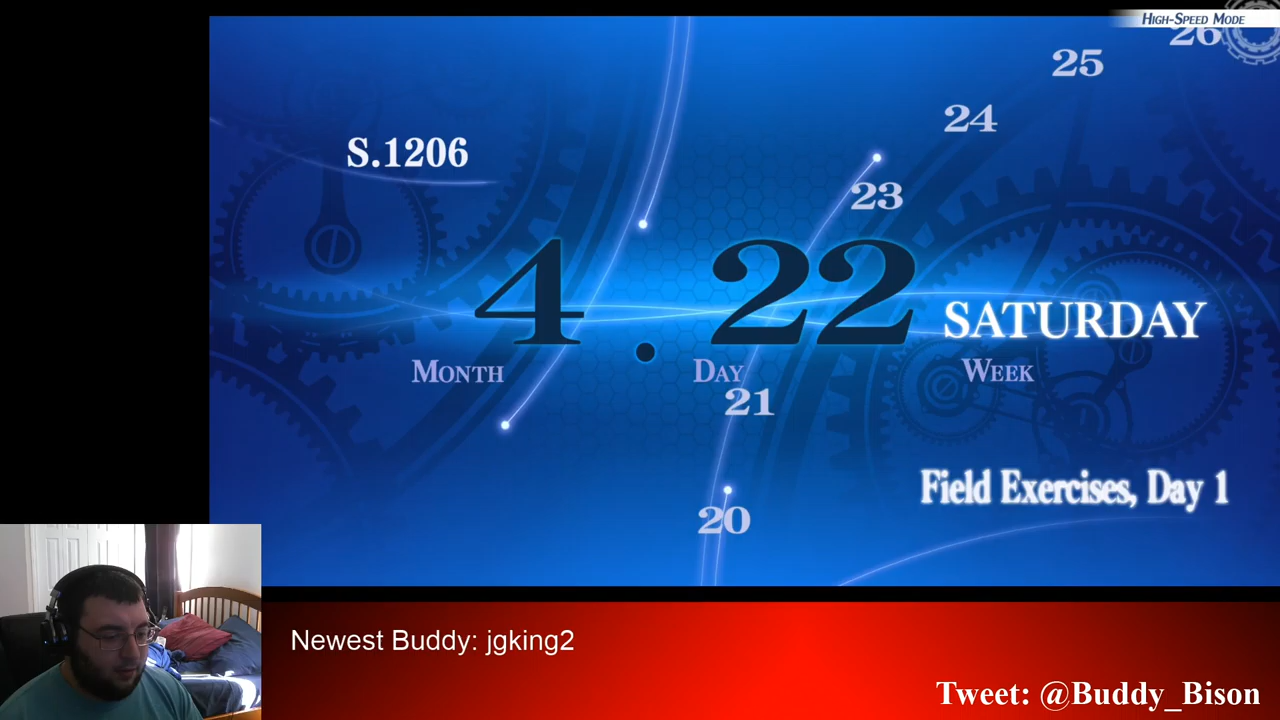 HIGH-SPEED MODE
26
25
24
S.1206
23
4.22
SATURDAY
MONTH
DAY
WEEK
21
Field Exercises, Day 1
20
Newest Buddy: jgking2
Tweet: @Buddy_Bison